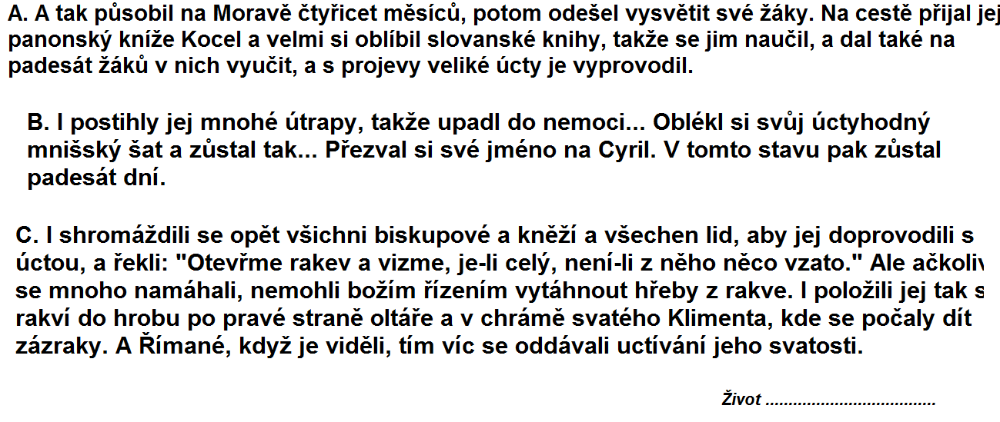 A. A tak působil na Moravě čtyřicet měsíců, potom odešel vysvětit své žáky. Na cestě přijal jej
panonský kníže Kocel a velmi si oblíbil slovanské knihy, takže se jim naučil, a dal také na
padesát žáků v nich vyučit, a s projevy veliké úcty je vyprovodil.
B. I postihly jej mnohé útrapy, takže upadl do nemoci... Oblékl si svůj úctyhodný
mnišský šat a zůstal tak... Přezval si své jméno na Cyril. V tomto stavu pak zůstal
padesát dní.
C. I shromáždili se opět všichni biskupové a kněží a všechen lid, aby jej doprovodili s
úctou, a řekli: "Otevřme rakev a vizme, je-li celý, není-li z něho něco vzato." Ale ačkoliv
se mnoho namáhali, nemohli božím řízením vytáhnout hřeby z rakve. I položili jej tak s
rakví do hrobu po pravé straně oltáře a v chrámě svatého Klimenta, kde se počaly dít
zázraky. A Římané, když je viděli, tím víc se oddávali uctívání jeho svatosti.
Život .....................................